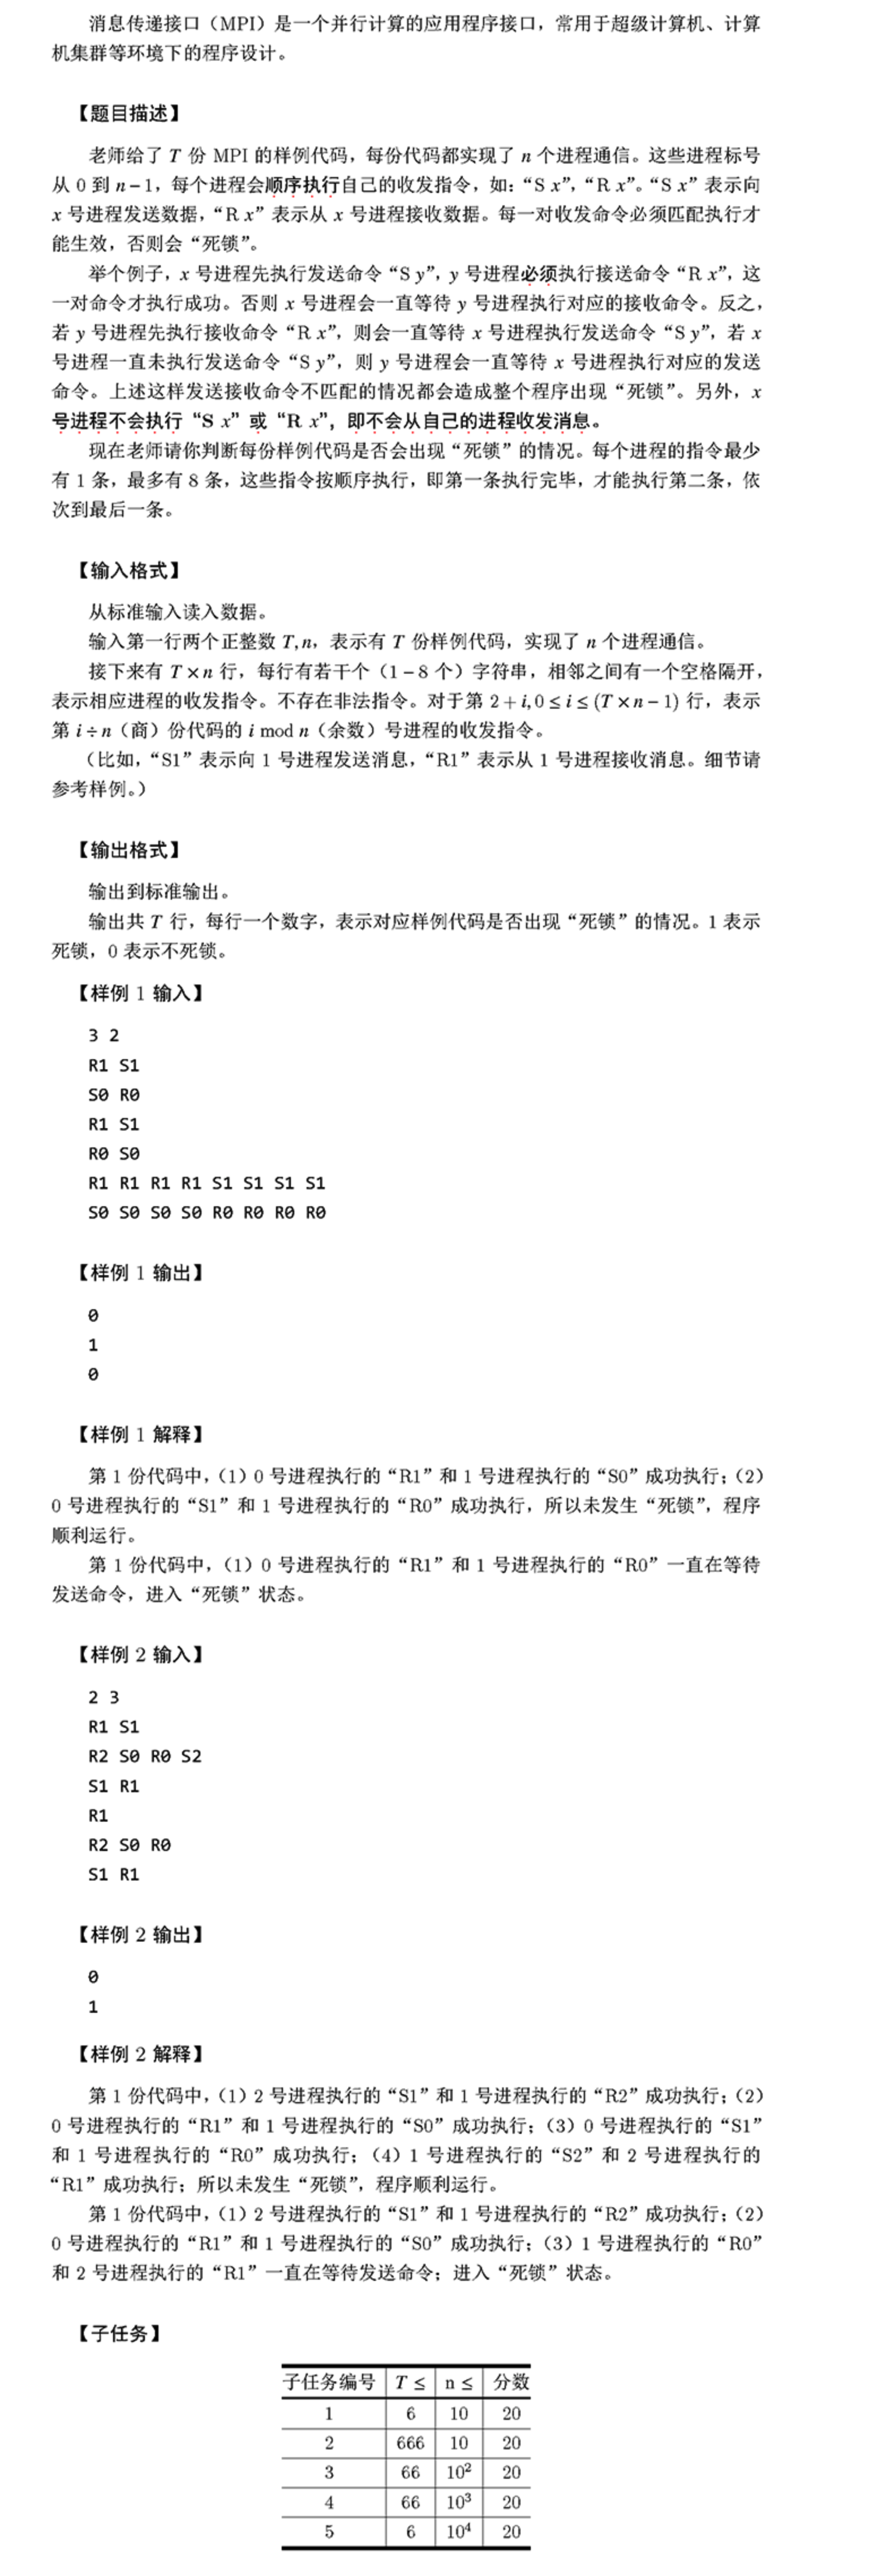 消息传递接口（MPI）是一个并行计算的应用程序接口，常用于超级计算机、计算
机集群等环境下的程序设计。
【题目描述】
老师给了 T 份 MPI 的样例代码，每份代码都实现了 n 个进程通信。这些进程标号
从 0 到 n−1，每个进程会顺序执行自己的收发指令，如：“S x”，“R x”。“S x” 表示向
x 号进程发送数据，“R x” 表示从 x 号进程接收数据。每一对收发命令必须匹配执行才
能生效，否则会“死锁”。
举个例子，x 号进程先执行发送命令“S y”，y 号进程必须执行接送命令“R x”，这
一对命令才执行成功。否则 x 号进程会一直等待 y 号进程执行对应的接收命令。反之，
若 y 号进程先执行接收命令“R x”，则会一直等待 x 号进程执行发送命令“S y”，若 x
号进程一直未执行发送命令“S y”，则 y 号进程会一直等待 x 号进程执行对应的发送
命令。上述这样发送接收命令不匹配的情况都会造成整个程序出现“死锁”。另外，x
号进程不会执行“S x”或“R x”，即不会从自己的进程收发消息。
现在老师请你判断每份样例代码是否会出现“死锁”的情况。每个进程的指令最少
有 1 条，最多有 8 条，这些指令按顺序执行，即第一条执行完毕，才能执行第二条，依
次到最后一条。
【输入格式】
从标准输入读入数据。
输入第一行两个正整数 T,n，表示有 T 份样例代码，实现了 n 个进程通信。
接下来有 T×n 行，每行有若干个（1−8 个）字符串，相邻之间有一个空格隔开，
表示相应进程的收发指令。不存在非法指令。对于第 2+i,0≤i≤(T×n−1) 行，表示
第 i÷n（商）份代码的 i mod n（余数）号进程的收发指令。
（比如，“S1”表示向 1 号进程发送消息，“R1”表示从 1 号进程接收消息。细节请
参考样例。）
【输出格式】
输出到标准输出。
输出共 T 行，每行一个数字，表示对应样例代码是否出现“死锁”的情况。1 表示
死锁，0 表示不死锁。
【样例 1 输入】
3 2
R1 S1
S0 R0
R1 S1
R0 S0
R1 R1 R1 R1 S1 S1 S1 S1
S0 S0 S0 S0 R0 R0 R0 R0
【样例 1 输出】
0
1
0
【样例 1 解释】
第 1 份代码中，（1）0 号进程执行的“R1”和 1 号进程执行的“S0”成功执行；（2）
0 号进程执行的“S1”和 1 号进程执行的“R0”成功执行，所以未发生“死锁”，程序
顺利运行。
第 1 份代码中，（1）0 号进程执行的“R1”和 1 号进程执行的“R0”一直在等待
发送命令，进入“死锁”状态。
【样例 2 输入】
2 3
R1 S1
R2 S0 R0 S2
S1 R1
R1
R2 S0 R0
S1 R1
【样例 2 输出】
0
1
【样例 2 解释】
第 1 份代码中，（1）2 号进程执行的“S1”和 1 号进程执行的“R2”成功执行；（2）
0 号进程执行的“R1”和 1 号进程执行的“S0”成功执行；（3）0 号进程执行的“S1”
和 1 号进程执行的“R0”成功执行；（4）1 号进程执行的“S2”和 2 号进程执行的
“R1”成功执行；所以未发生“死锁”，程序顺利运行。
第 1 份代码中，（1）2 号进程执行的“S1”和 1 号进程执行的“R2”成功执行；（2）
0 号进程执行的“R1”和 1 号进程执行的“S0”成功执行；（3）1 号进程执行的“R0”
和 2 号进程执行的“R1”一直在等待发送命令；进入“死锁”状态。
【子任务】
子任务编号 T ≤ n ≤ 分数
1 6 10 20
2 666 10 20
3 66 10² 20
4 66 10³ 20
5 6 10⁴ 20